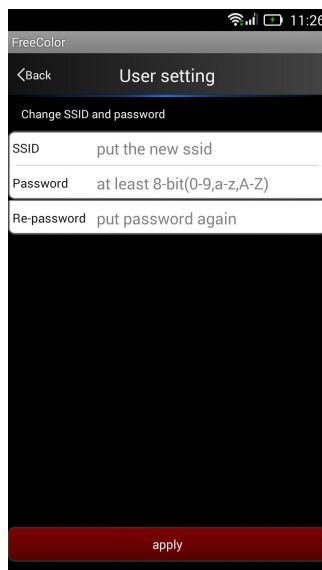 11:26
FreeColor
Back
User setting
Change SSID and password
SSID put the new ssid
Password at least 8-bit(0-9,a-z,A-Z)
Re-password put password again
apply